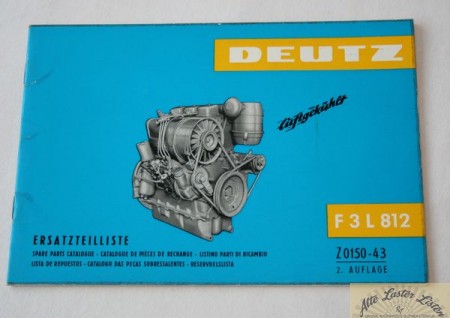 DEUTZ
Luftgekühlt
F 3 L 812
ERSATZTEILLISTE
SPARE PARTS CATALOGUE - CATALOGUE DE PIÈCES DE RECHANGE - LISTINO PARTI DI RICAMBIO
LISTA DE REPUESTOS - CATALOGO DAS PEÇAS SOBRESSALENTES - RESERVDELSLISTA
Z 0150-43
2. AUFLAGE
Alte Laster Listen